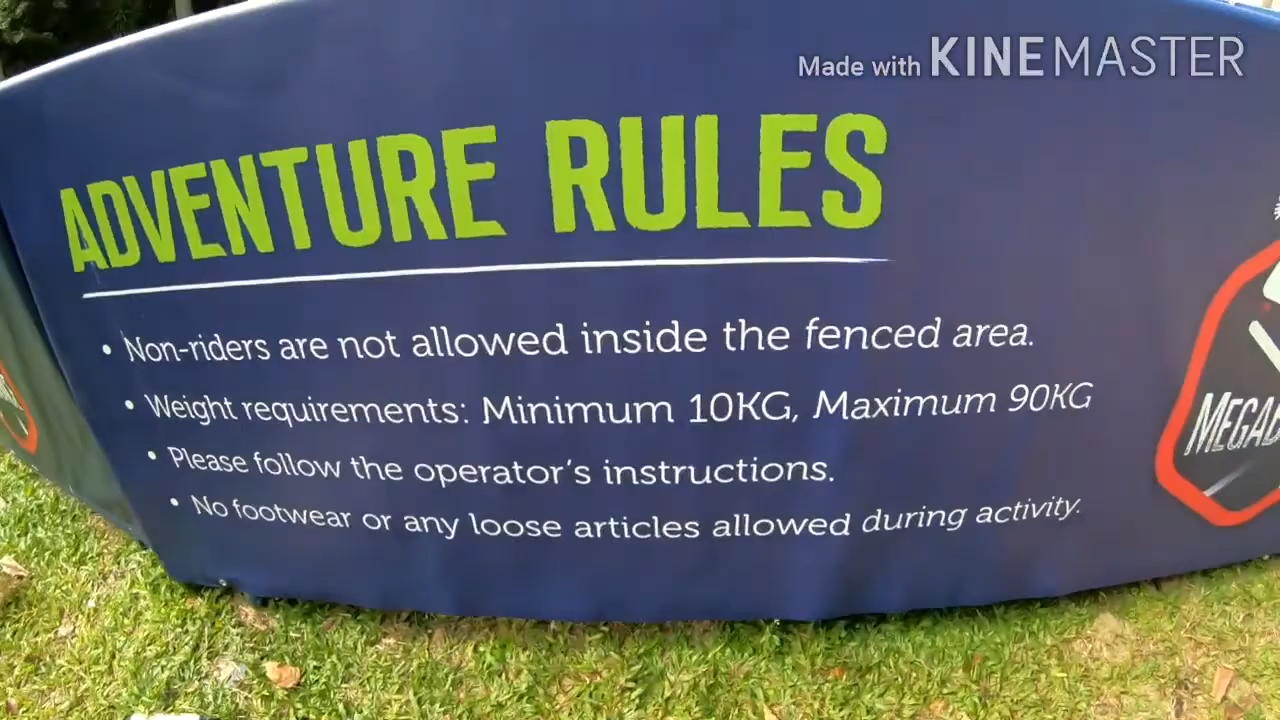 Made with KINEMASTER
ADVENTURE RULES
• Non-riders are not allowed inside the fenced area.
• Weight requirements: Minimum 10KG, Maximum 90KG
• Please follow the operator's instructions.
• No footwear or any loose articles allowed during activity.